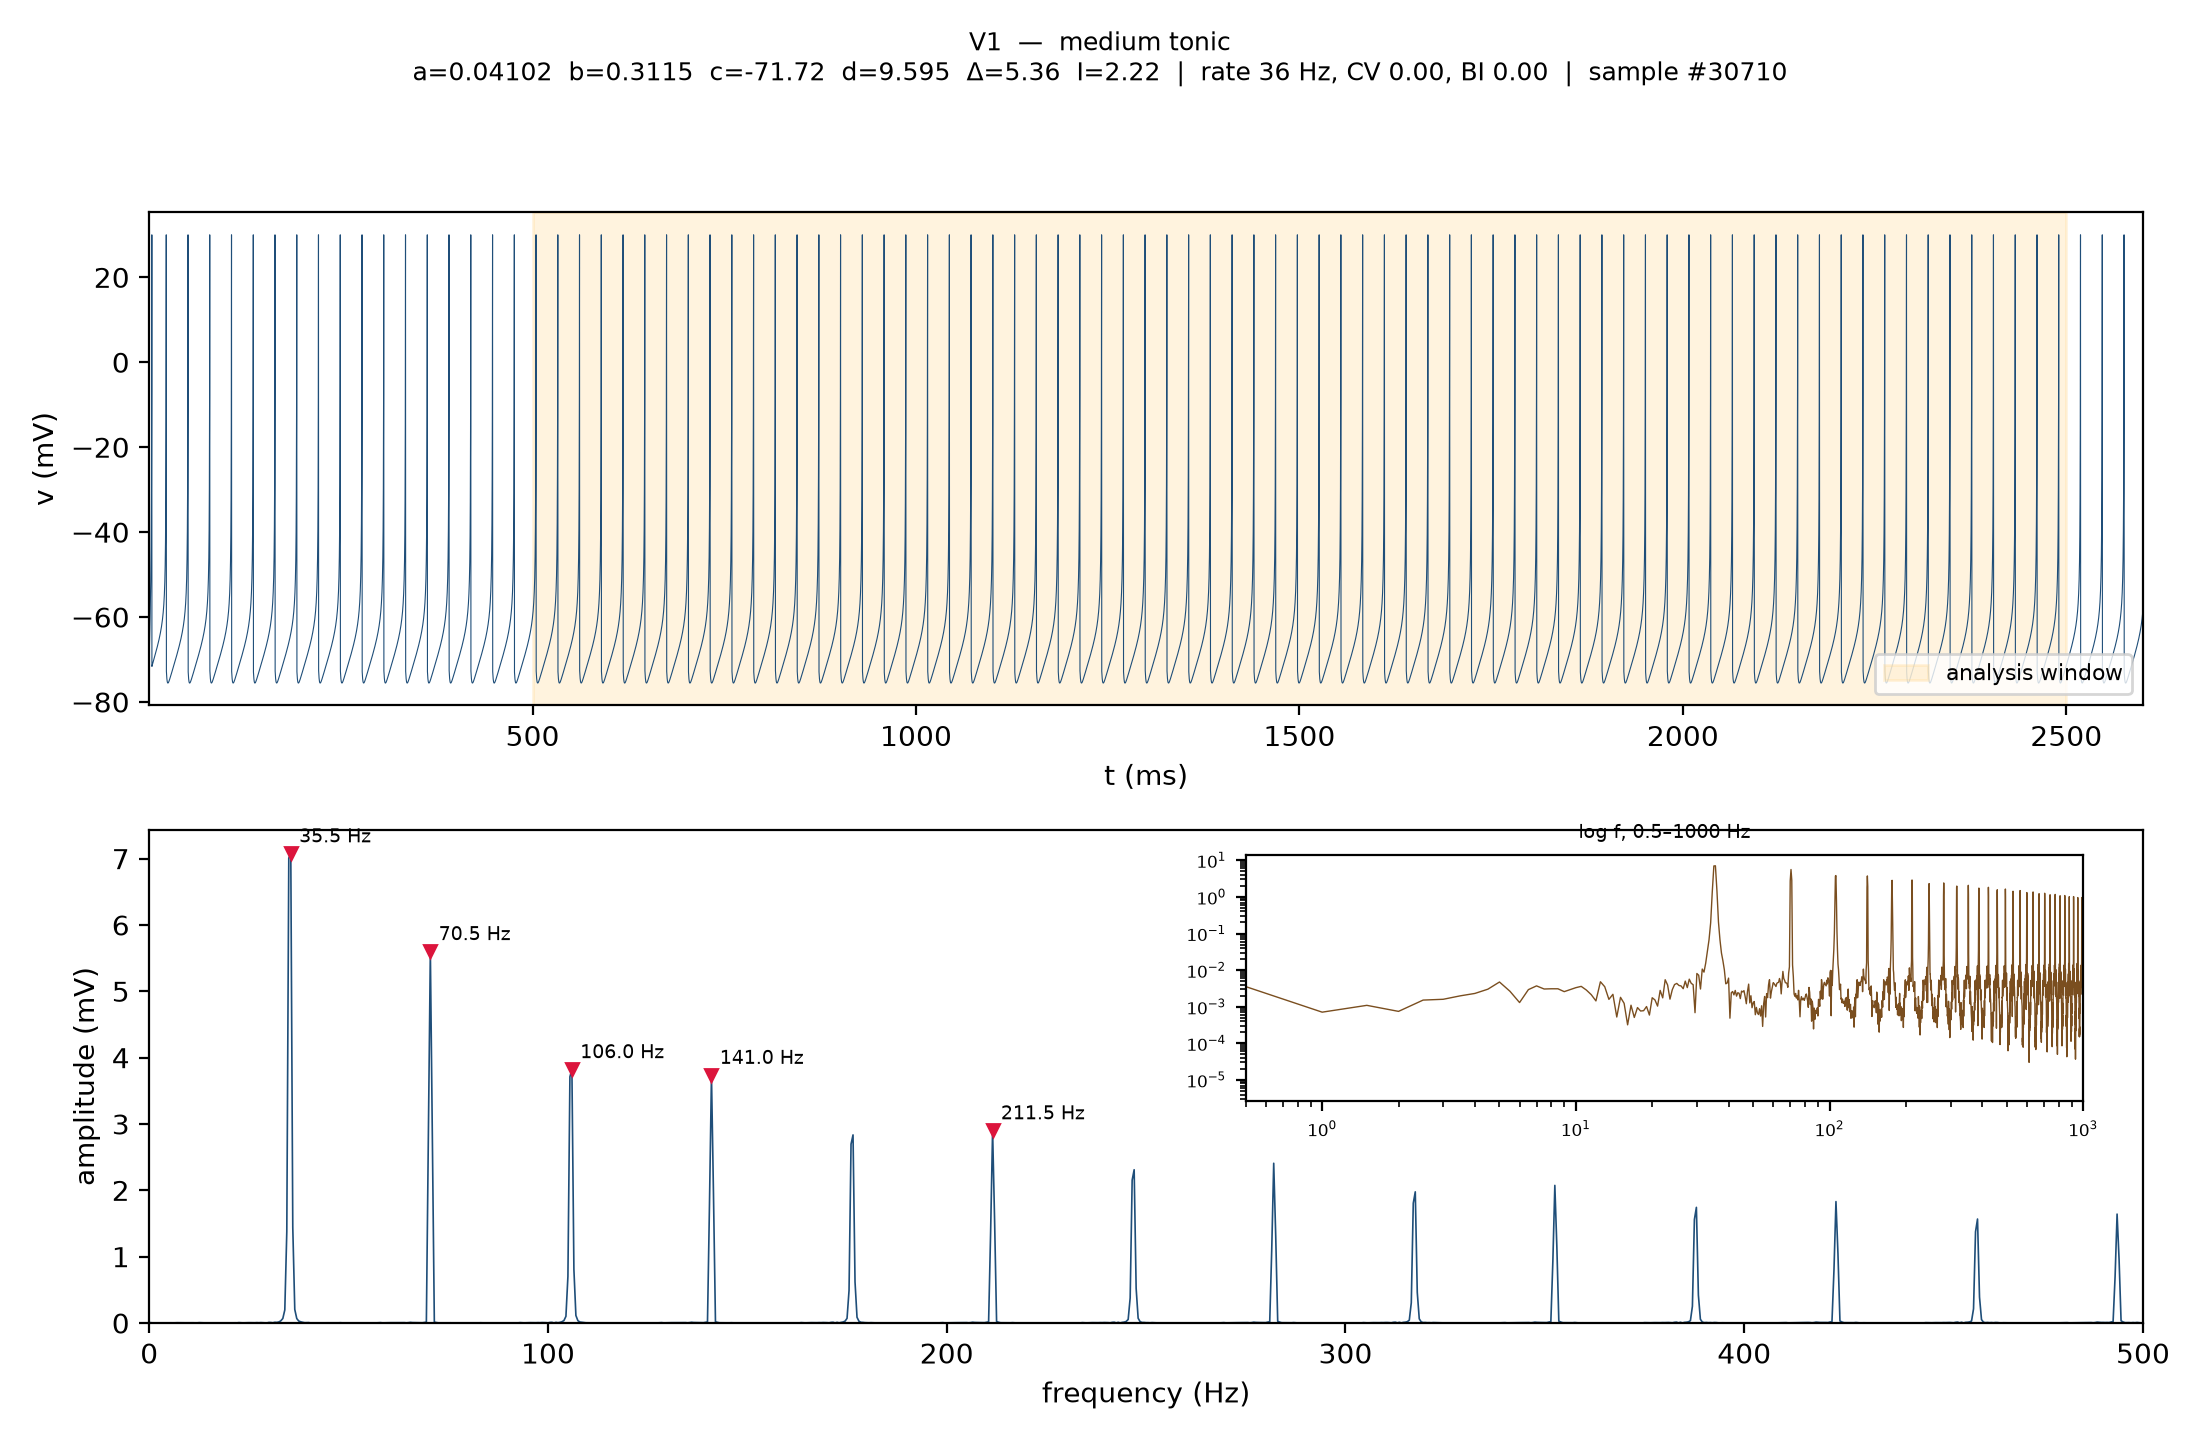 V1 — medium tonic
a=0.04102 b=0.3115 c=-71.72 d=9.595 Δ=5.36 I=2.22 | rate 36 Hz, CV 0.00, BI 0.00 | sample #30710
v (mV)
20
0
−20
−40
−60
−80
analysis window
500
1000
1500
2000
2500
t (ms)
amplitude (mV)
7
6
5
4
3
2
1
0
35.5 Hz
70.5 Hz
106.0 Hz
141.0 Hz
211.5 Hz
log f, 0.5–1000 Hz
10¹
10⁰
10⁻¹
10⁻²
10⁻³
10⁻⁴
10⁻⁵
10⁰
10¹
10²
10³
0
100
200
300
400
500
frequency (Hz)